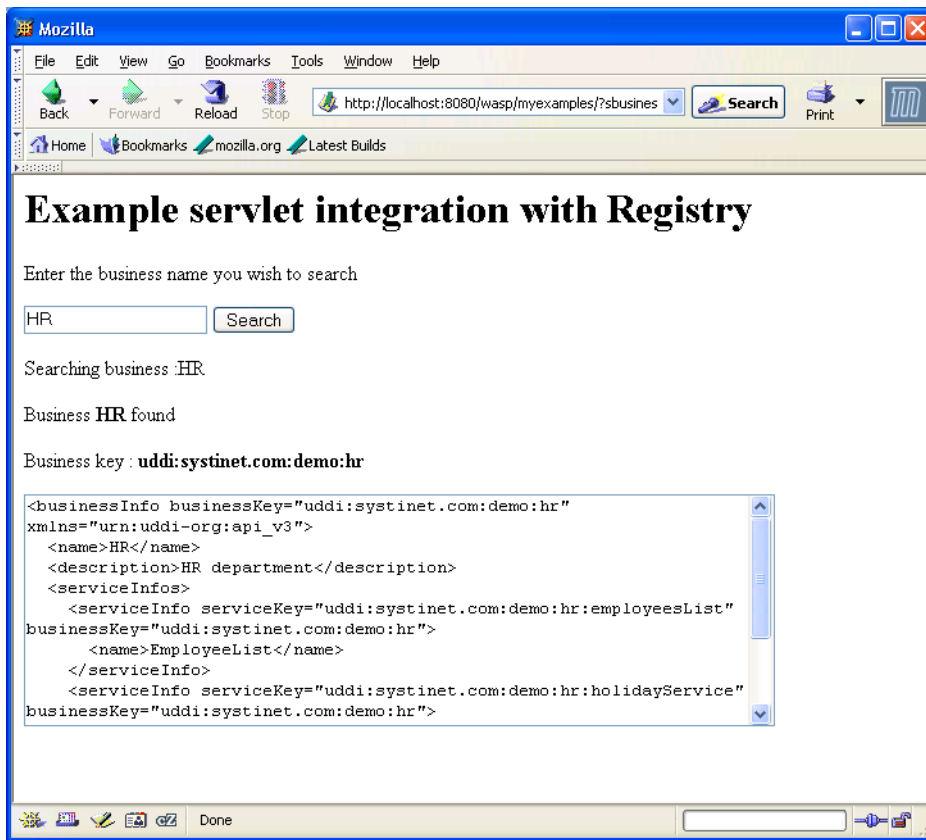 Mozilla
File Edit View Go Bookmarks Tools Window Help
Back Forward Reload Stop http://localhost:8080/wasp/myexamples/?sbusines Search Print
Home Bookmarks mozilla.org Latest Builds
Example servlet integration with Registry
Enter the business name you wish to search
HR Search
Searching business :HR
Business HR found
Business key : uddi:systinet.com:demo:hr
<businessInfo businessKey="uddi:systinet.com:demo:hr"
xmlns="urn:uddi-org:api_v3">
  <name>HR</name>
  <description>HR department</description>
  <serviceInfos>
    <serviceInfo serviceKey="uddi:systinet.com:demo:hr:employeesList"
businessKey="uddi:systinet.com:demo:hr">
      <name>EmployeeList</name>
    </serviceInfo>
    <serviceInfo serviceKey="uddi:systinet.com:demo:hr:holidayService"
businessKey="uddi:systinet.com:demo:hr">
Done